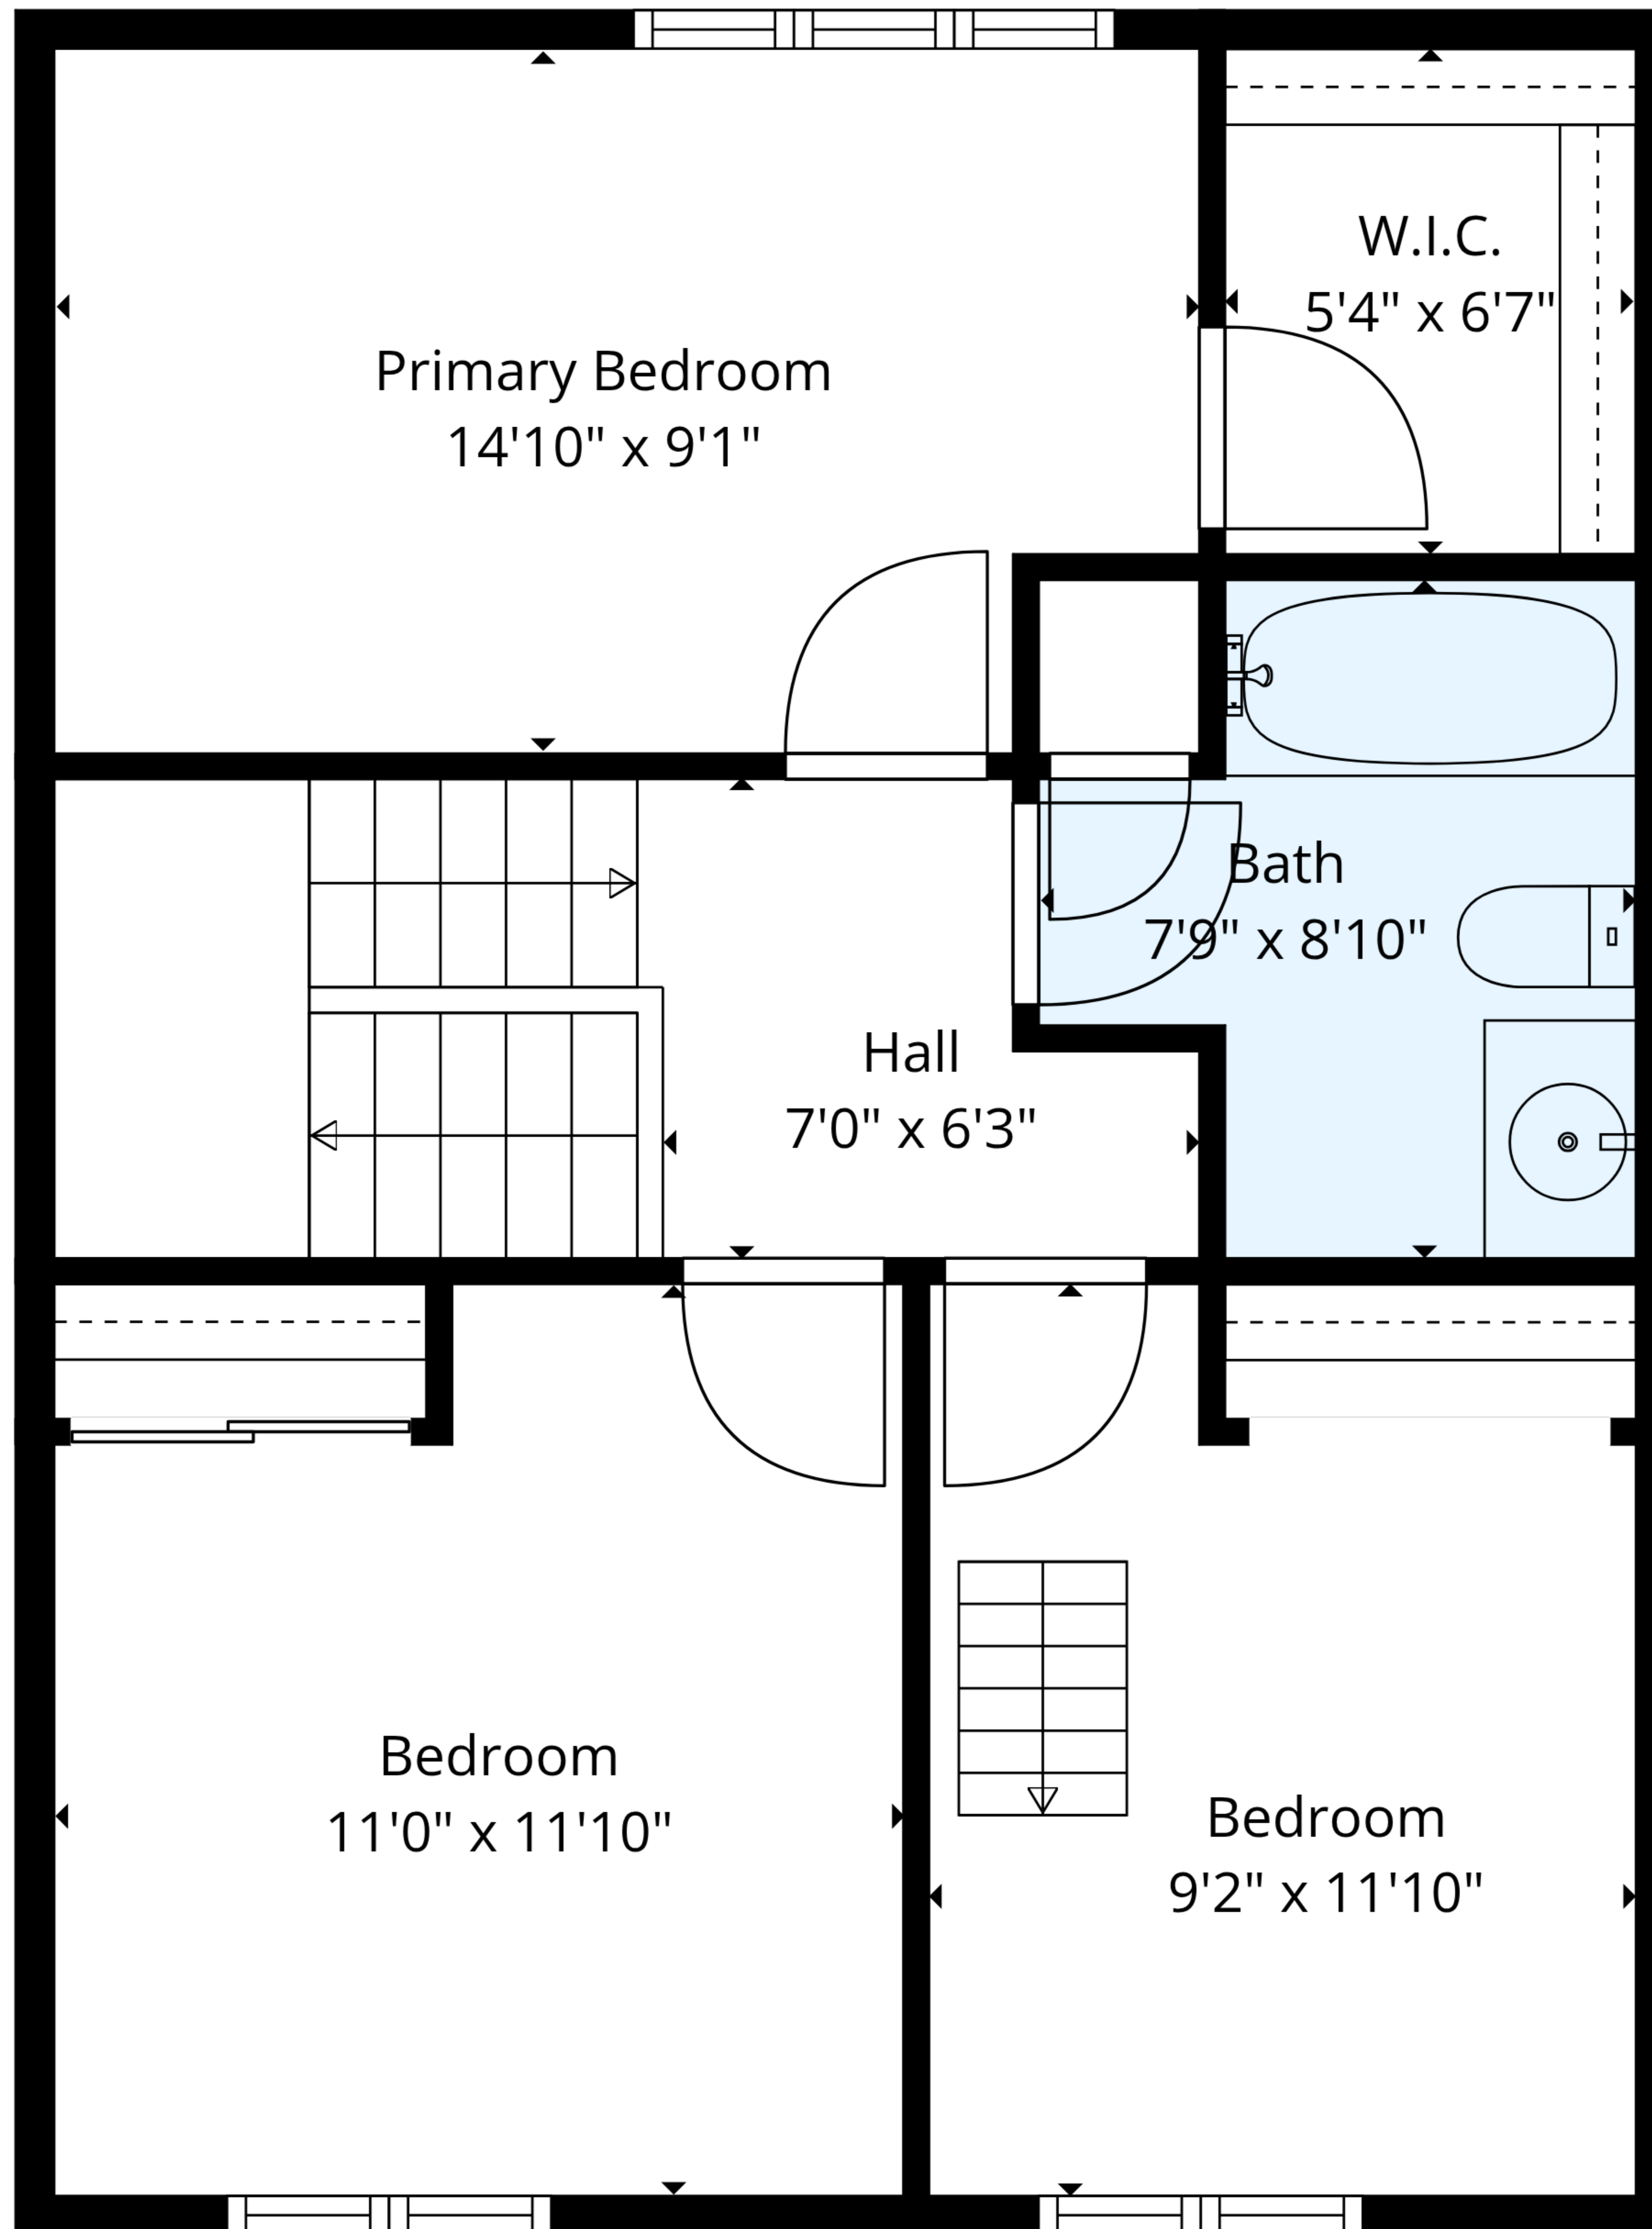 W.I.C.
5'4" x 6'7"
Primary Bedroom
14'10" x 9'1"
Bath
7'9" x 8'10"
Hall
7'0" x 6'3"
Bedroom
11'0" x 11'10"
Bedroom
9'2" x 11'10"